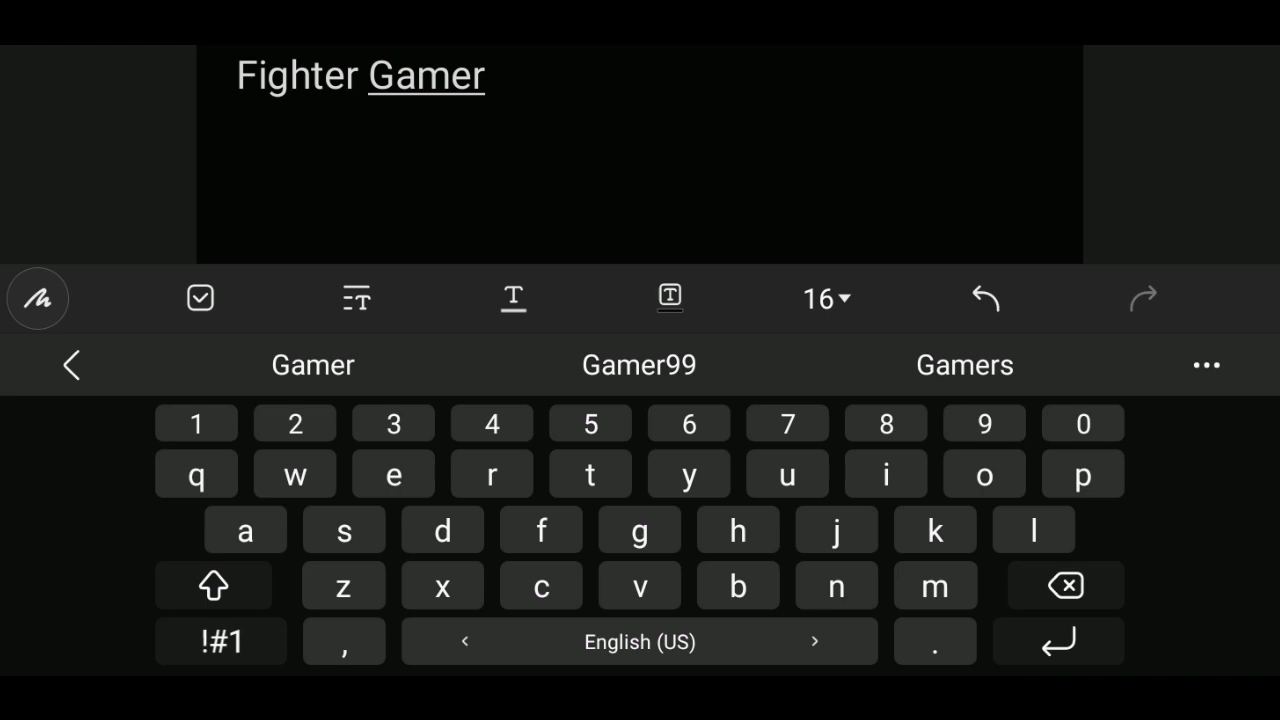 Fighter Gamer
16
Gamer Gamer99 Gamers
1 2 3 4 5 6 7 8 9 0
q w e r t y u i o p
a s d f g h j k l
z x c v b n m
!#1 , English (US) .